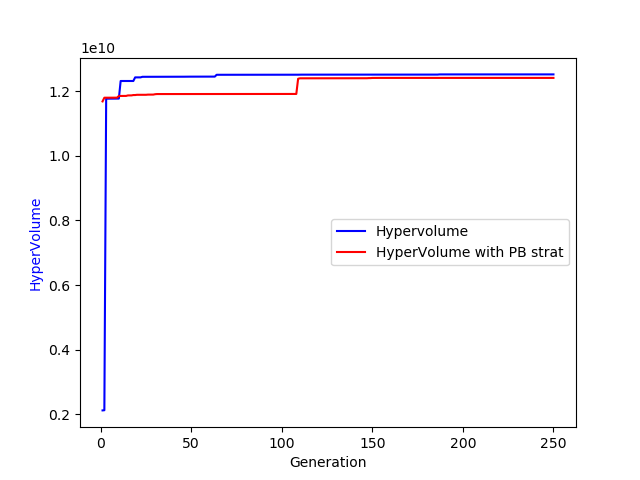 1e10
1.2
1.0
0.8
0.6
0.4
0.2
HyperVolume
Hypervolume
HyperVolume with PB strat
0 50 100 150 200 250
Generation